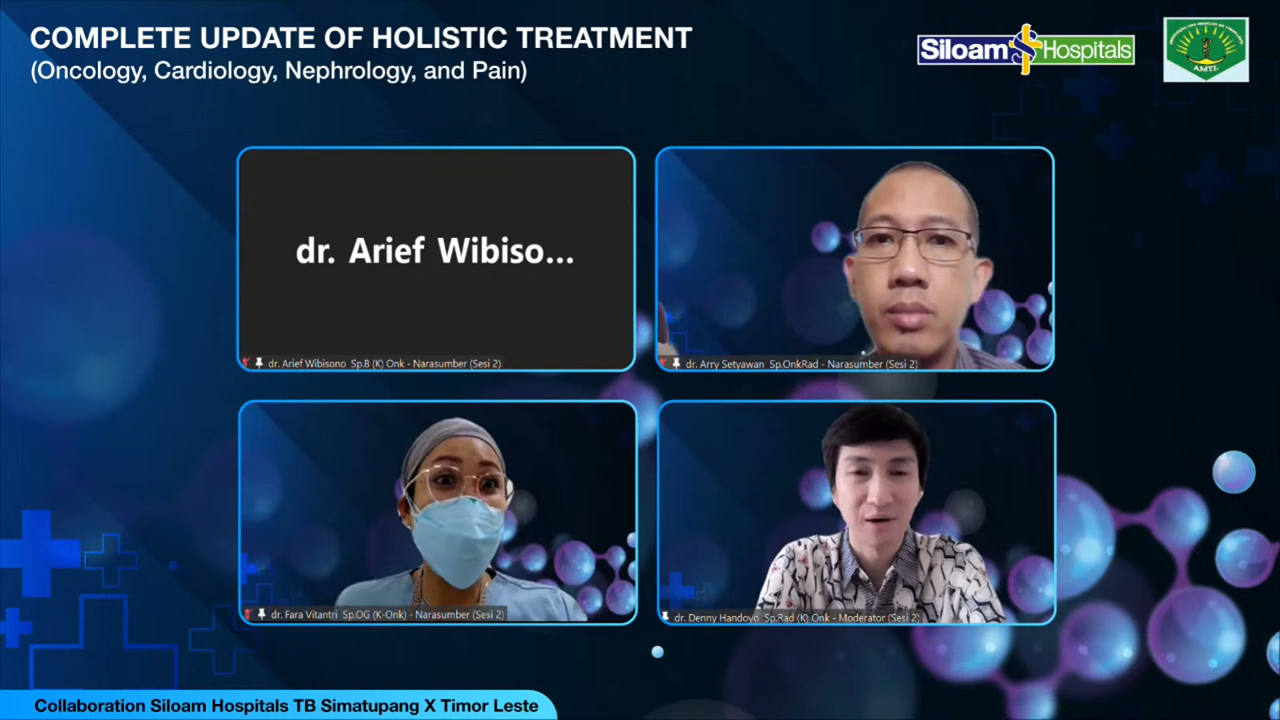 COMPLETE UPDATE OF HOLISTIC TREATMENT
(Oncology, Cardiology, Nephrology, and Pain)
Siloam Hospitals
AMTL
dr. Arief Wibiso...
dr. Arief Wibisono Sp.B (K) Onk - Narasumber (Sesi 2)
dr. Arry Setyawan Sp.OnkRad - Narasumber (Sesi 2)
dr. Fara Vitantri Sp.OG (K-Onk) - Narasumber (Sesi 2)
dr. Denny Handoyo Sp.Rad (K) Onk - Moderator (Sesi 2)
Collaboration Siloam Hospitals TB Simatupang X Timor Leste